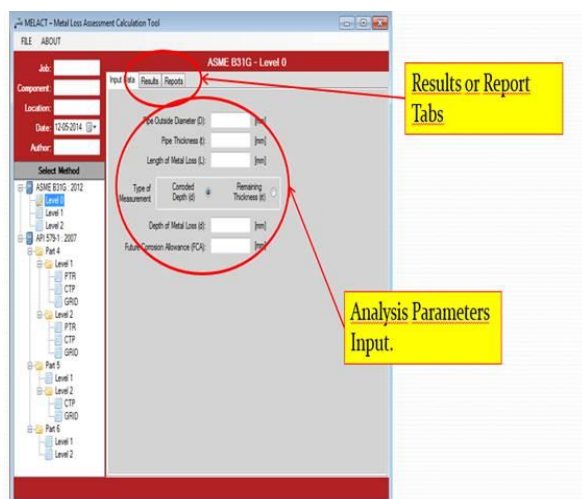 MELACT - Metal Loss Assessment Calculation Tool
FILE ABOUT
Job:
Component:
Location:
Date: 12-05-2014
Author:
Select Method
ASME B31G : 2012
Level 0
Level 1
Level 2
API 579-1 : 2007
Part 4
Level 1
PTR
CTP
GRID
Level 2
PTR
CTP
GRID
Part 5
Level 1
Level 2
CTP
GRID
Part 6
Level 1
Level 2
ASME B31G - Level 0
Input Data Results Reports
Pipe Outside Diameter (D): [mm]
Pipe Thickness (t): [mm]
Length of Metal Loss (L): [mm]
Type of Measurement
Corroded Depth (d)
Remaining Thickness (rt)
Depth of Metal Loss (d): [mm]
Future Corrosion Allowance (FCA): [mm]
Results or Report
Tabs
Analysis Parameters
Input.